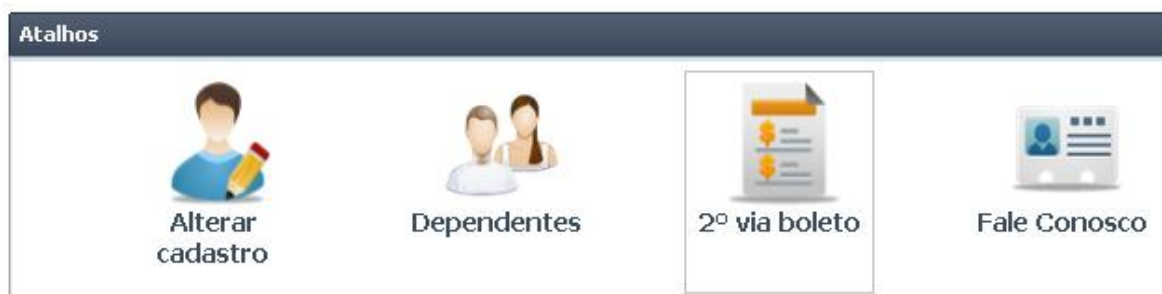 Atalhos
Alterar
cadastro
Dependentes
2º via boleto
Fale Conosco